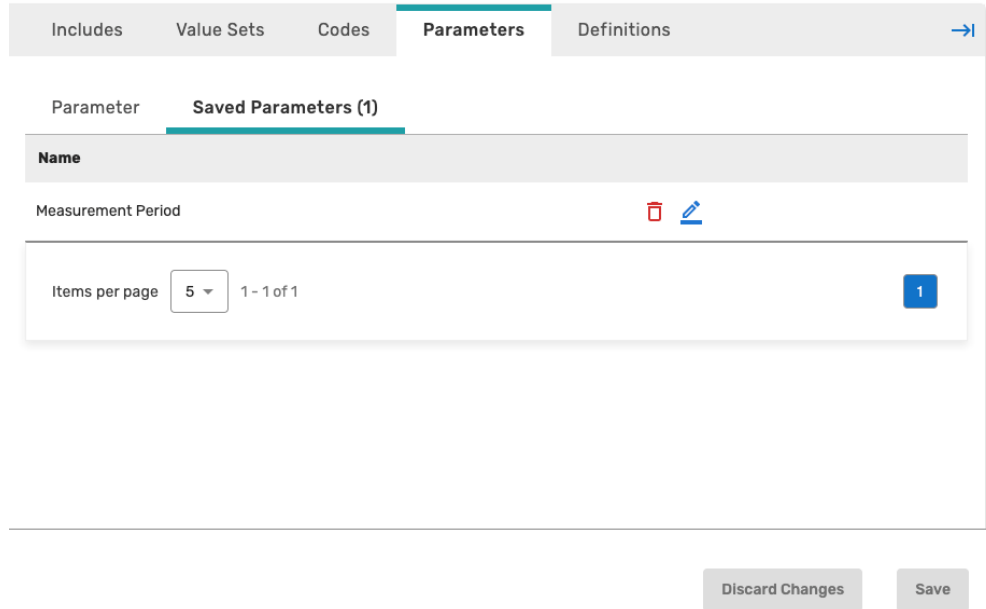 Includes Value Sets Codes Parameters Definitions
Parameter Saved Parameters (1)
Name
Measurement Period
Items per page 5 1 - 1 of 1 1
Discard Changes Save